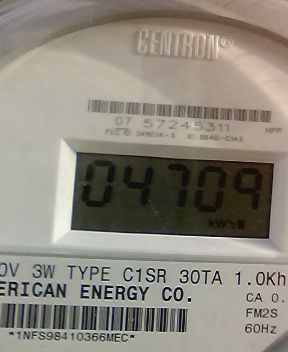 CENTRON®
07 57245311
HPP
04709
kWh
0V 3W TYPE C1SR 30TA 1.0Kh
ERICAN ENERGY CO.
CA 0.
FM2S
60Hz
*1NFS98410366MEC*